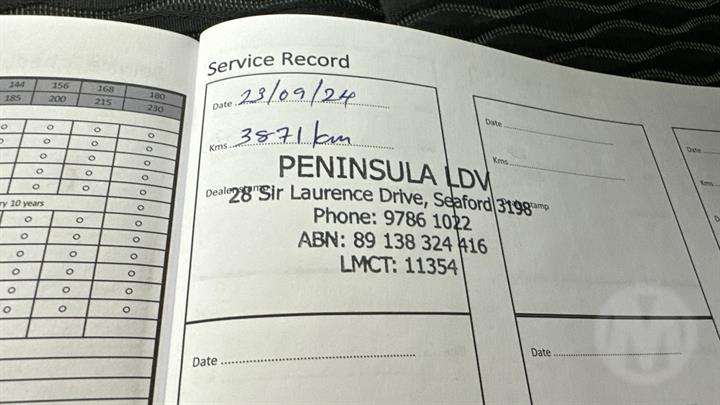 Service Record
144 156 168 180
185 200 215 230
ry 10 years
Date 23/09/24
Kms 3871 km
Dealer stamp
PENINSULA LDV
28 Sir Laurence Drive, Seaford 3198
Phone: 9786 1022
ABN: 89 138 324 416
LMCT: 11354
Date
Date
Kms
tamp
Date
Date
Kms
D
M